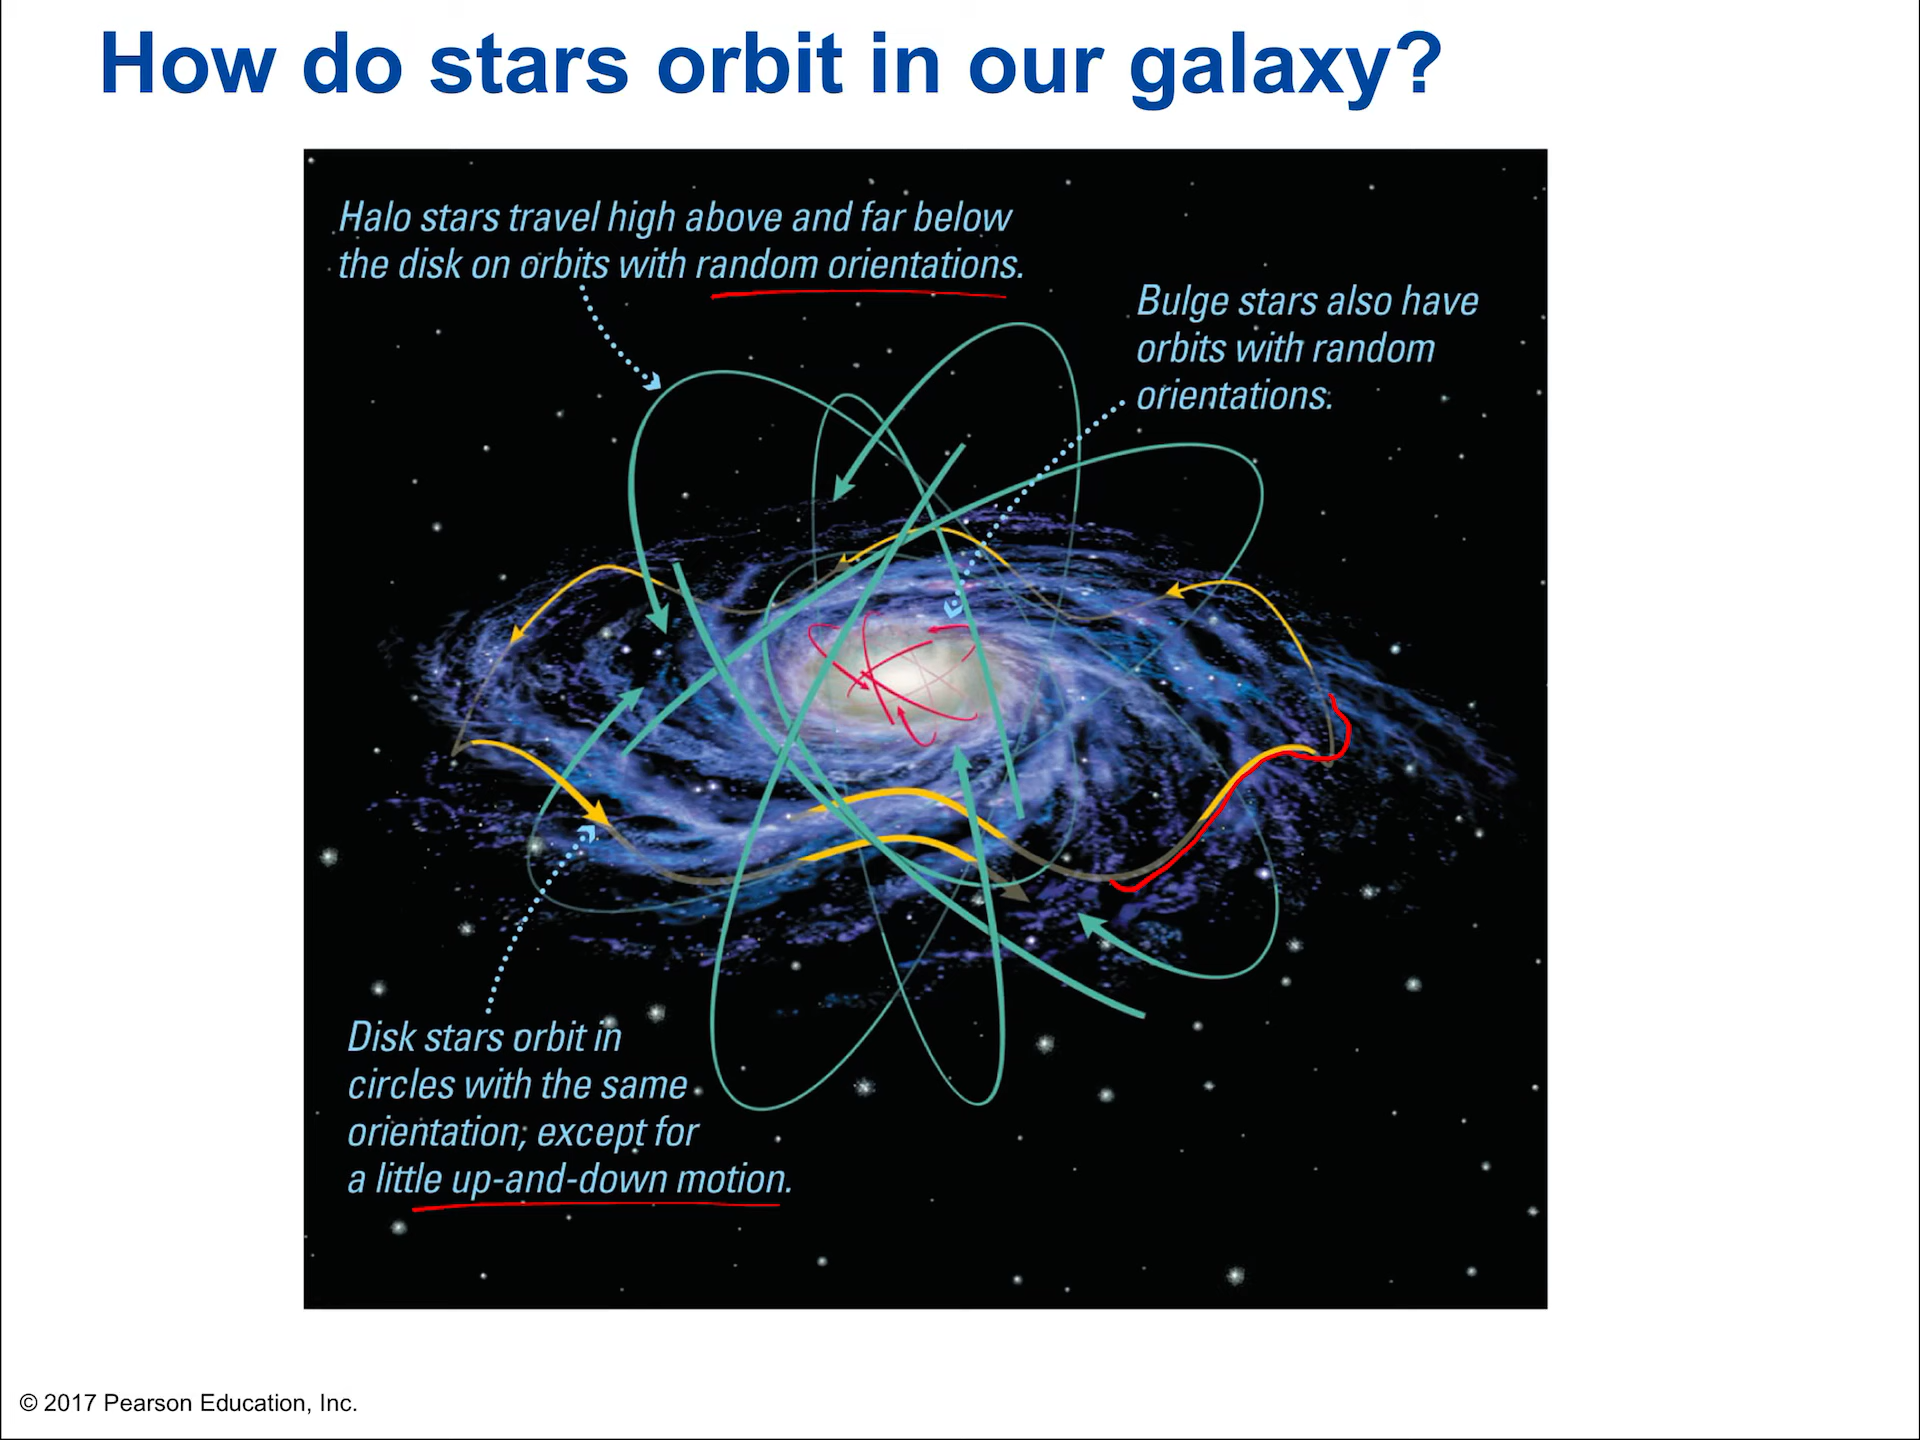 How do stars orbit in our galaxy?
Halo stars travel high above and far below
the disk on orbits with random orientations.
Bulge stars also have
orbits with random
orientations.
Disk stars orbit in
circles with the same
orientation, except for
a little up-and-down motion.
© 2017 Pearson Education, Inc.